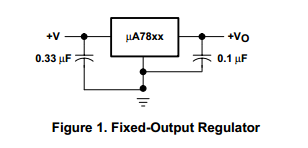 +V
µA78xx
+VO
0.33 µF
0.1 µF
Figure 1. Fixed-Output Regulator